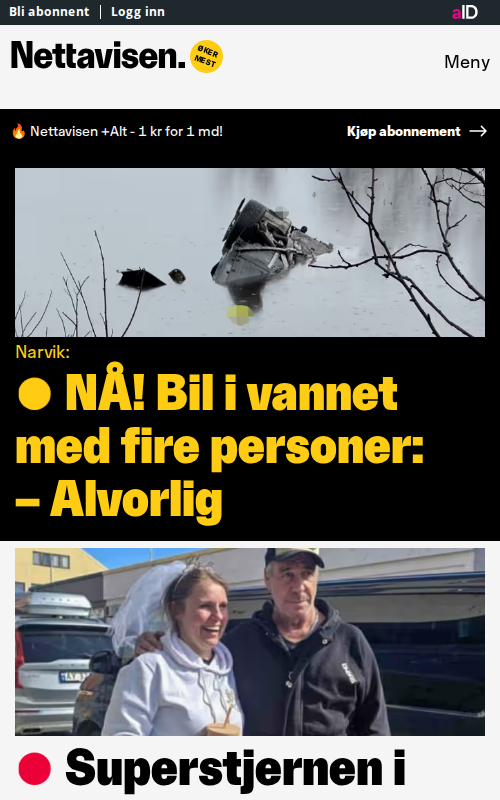 Bli abonnent | Logg inn
aID
Nettavisen.
ØKER
MEST
Meny
🔥 Nettavisen +Alt - 1 kr for 1 md!
Kjøp abonnement →
Narvik:
NÅ! Bil i vannet
med fire personer:
– Alvorlig
Superstjernen i